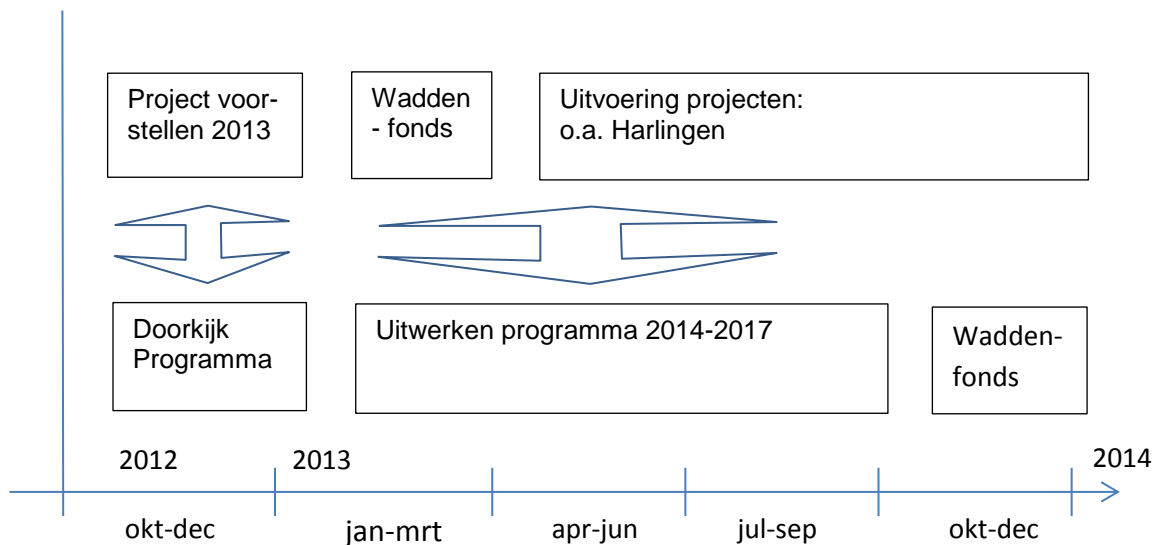 Project voor-
stellen 2013
Wadden
- fonds
Uitvoering projecten:
o.a. Harlingen
Doorkijk
Programma
Uitwerken programma 2014-2017
Wadden-
fonds
2012
2013
2014
okt-dec
jan-mrt
apr-jun
jul-sep
okt-dec